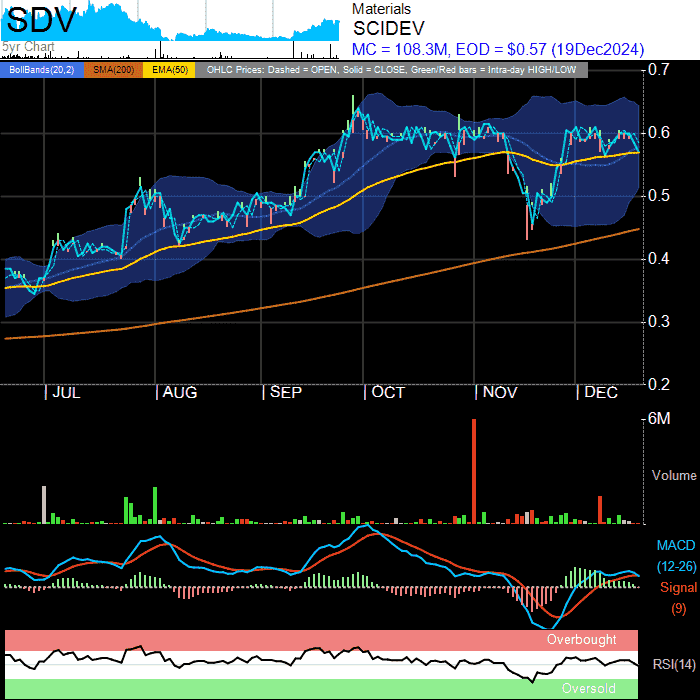 SDV
Materials
SCIDEV
MC = 108.3M, EOD = $0.57 (19Dec2024)
5yr Chart
BollBands(20,2) SMA(200) EMA(50) OHLC Prices: Dashed = OPEN, Solid = CLOSE, Green/Red bars = Intra-day HIGH/LOW
0.7
0.6
0.5
0.4
0.3
0.2
JUL AUG SEP OCT NOV DEC
6M
Volume
MACD
(12-26)
Signal
(9)
Overbought
RSI(14)
Oversold